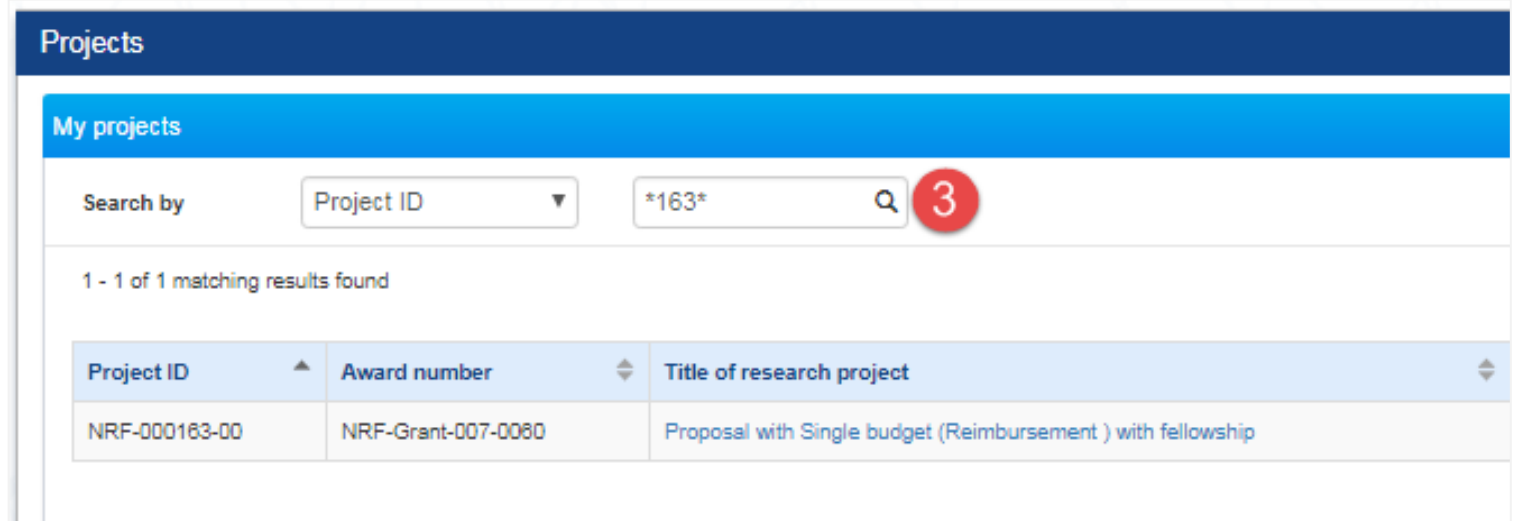 Projects
My projects
Search by Project ID *163* 3
1 - 1 of 1 matching results found
Project ID Award number Title of research project
NRF-000163-00 NRF-Grant-007-0060 Proposal with Single budget (Reimbursement ) with fellowship